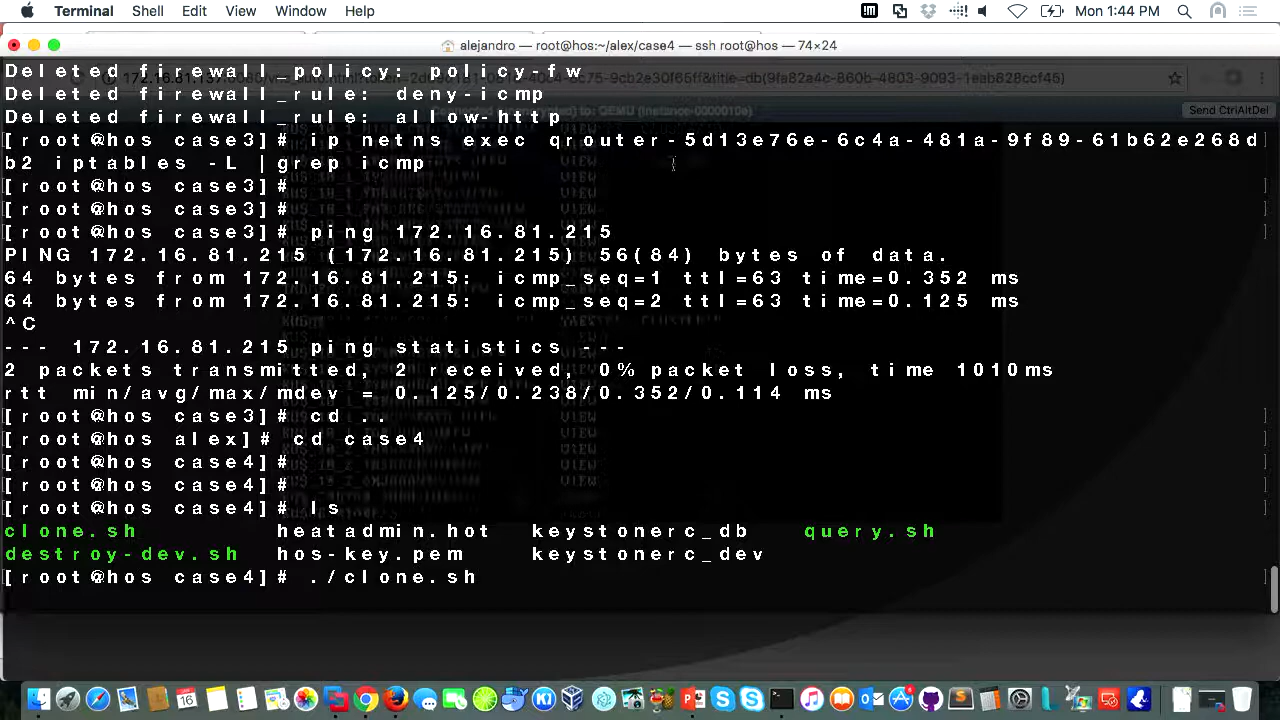 Terminal Shell Edit View Window Help Mon 1:44 PM
alejandro — root@hos:~/alex/case4 — ssh root@hos — 74×24
Deleted firewall_policy: policy-fw
Deleted firewall_rule: deny-icmp
Send CtrlAltDel
Deleted firewall_rule: allow-http
[root@hos case3]# ip netns exec qrouter-5d13e76e-6c4a-481a-9f89-61b62e268d
b2 iptables -L |grep icmp
[root@hos case3]#
[root@hos case3]#
[root@hos case3]# ping 172.16.81.215
PING 172.16.81.215 (172.16.81.215) 56(84) bytes of data.
64 bytes from 172.16.81.215: icmp_seq=1 ttl=63 time=0.352 ms
64 bytes from 172.16.81.215: icmp_seq=2 ttl=63 time=0.125 ms
^C
--- 172.16.81.215 ping statistics ---
2 packets transmitted, 2 received, 0% packet loss, time 1010ms
rtt min/avg/max/mdev = 0.125/0.238/0.352/0.114 ms
[root@hos case3]# cd ..
[root@hos alex]# cd case4
[root@hos case4]#
[root@hos case4]#
[root@hos case4]# ls
clone.sh heatadmin.hot keystonerc_db query.sh
destroy-dev.sh hos-key.pem keystonerc_dev
[root@hos case4]# ./clone.sh